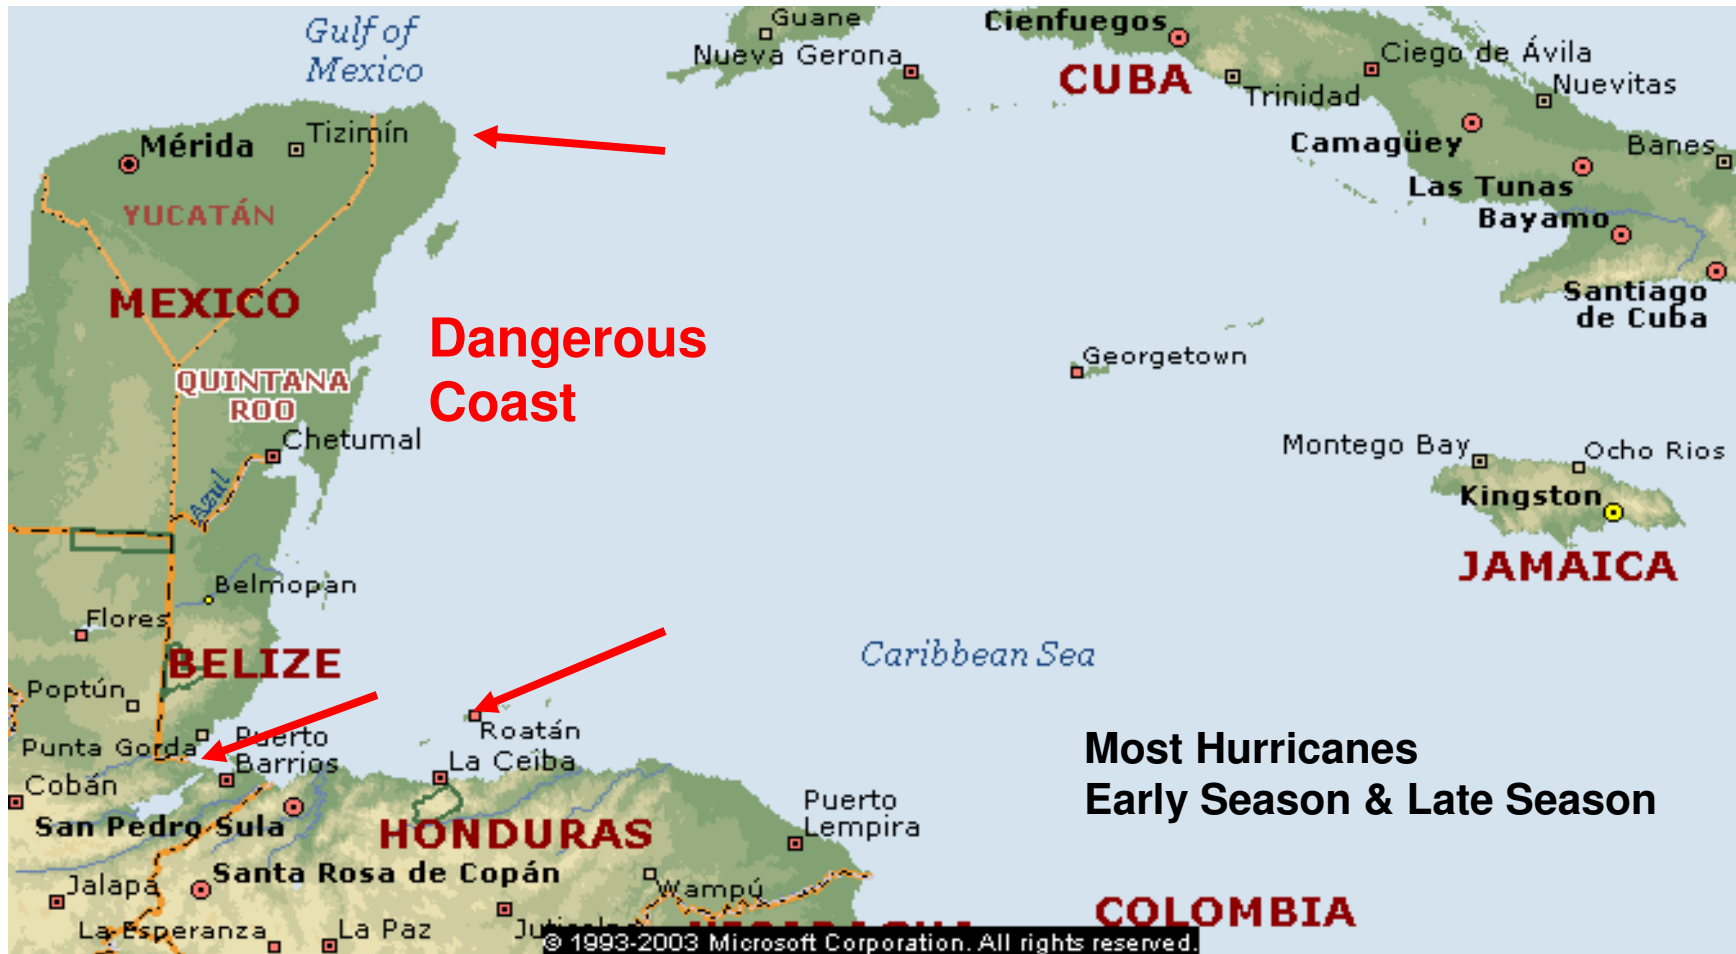 Gulf of
Mexico
Guane
Nueva Gerona
Cienfuegos
CUBA
Trinidad
Ciego de Ávila
Nuevitas
Camagüey
Banes
Las Tunas
Bayamo
Santiago
de Cuba
Mérida
Tizimín
YUCATÁN
MEXICO
Dangerous
Coast
QUINTANA
ROO
Chetumal
Azul
Georgetown
Montego Bay
Ocho Rios
Kingston
JAMAICA
Belmopan
Flores
BELIZE
Caribbean Sea
Poptún
Punta Gorda
Puerto
Barrios
Roatán
La Ceiba
Cobán
San Pedro Sula
HONDURAS
Puerto
Lempira
Most Hurricanes
Early Season & Late Season
Santa Rosa de Copán
Jalapa
Wampú
COLOMBIA
La Esperanza
La Paz
© 1993-2003 Microsoft Corporation. All rights reserved.